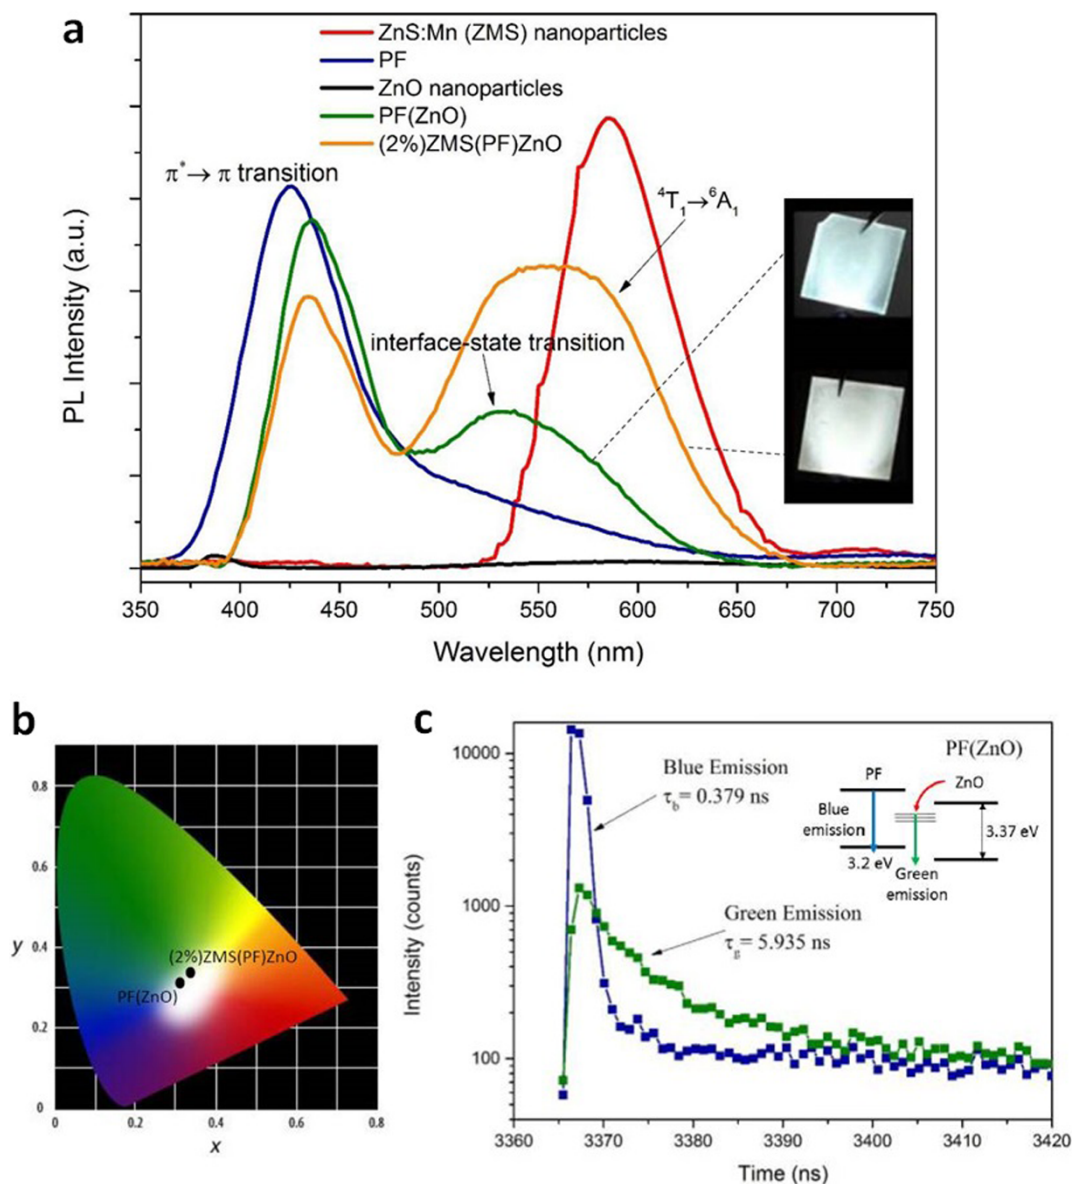 a
ZnS:Mn (ZMS) nanoparticles
PF
ZnO nanoparticles
PF(ZnO)
(2%)ZMS(PF)ZnO
π*→ π transition
⁴T₁→⁶A₁
interface-state transition
PL Intensity (a.u.)
350 400 450 500 550 600 650 700 750
Wavelength (nm)
b
0.8
0.6
y 0.4
0.2
0
0 0.2 0.4 0.6 0.8
x
(2%)ZMS(PF)ZnO
PF(ZnO)
c
10000
1000
100
Intensity (counts)
Blue Emission
τb= 0.379 ns
Green Emission
τg= 5.935 ns
PF(ZnO)
PF
ZnO
Blue
emission
3.37 eV
3.2 eV
Green
emission
3360 3370 3380 3390 3400 3410 3420
Time (ns)